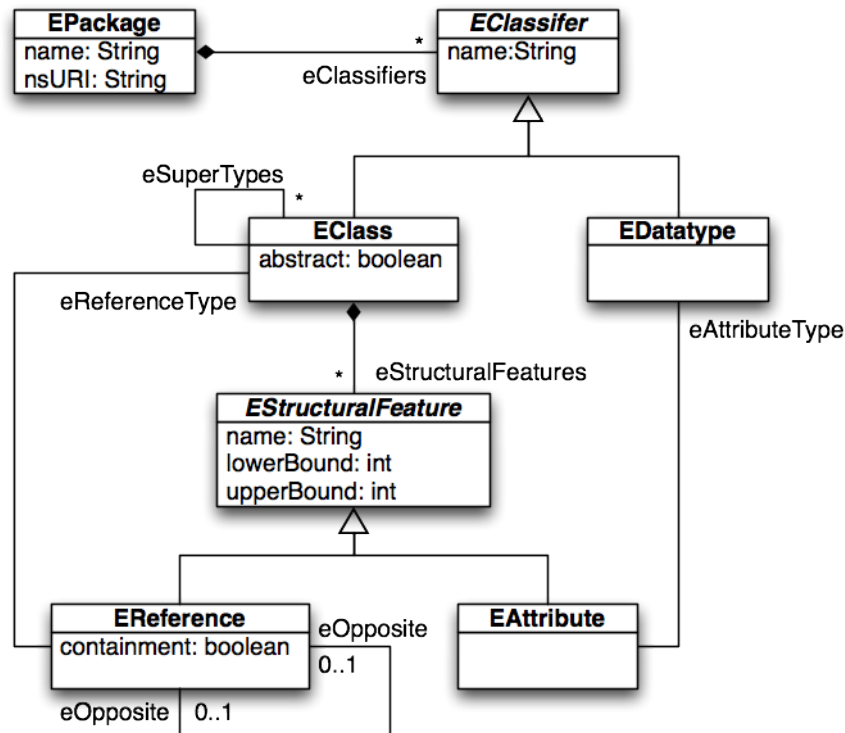 EPackage
name: String
nsURI: String
*
eClassifiers
EClassifer
name:String
eSuperTypes
*
EClass
abstract: boolean
EDatatype
eReferenceType
eAttributeType
*
eStructuralFeatures
EStructuralFeature
name: String
lowerBound: int
upperBound: int
EReference
containment: boolean
eOpposite
0..1
EAttribute
eOpposite
0..1